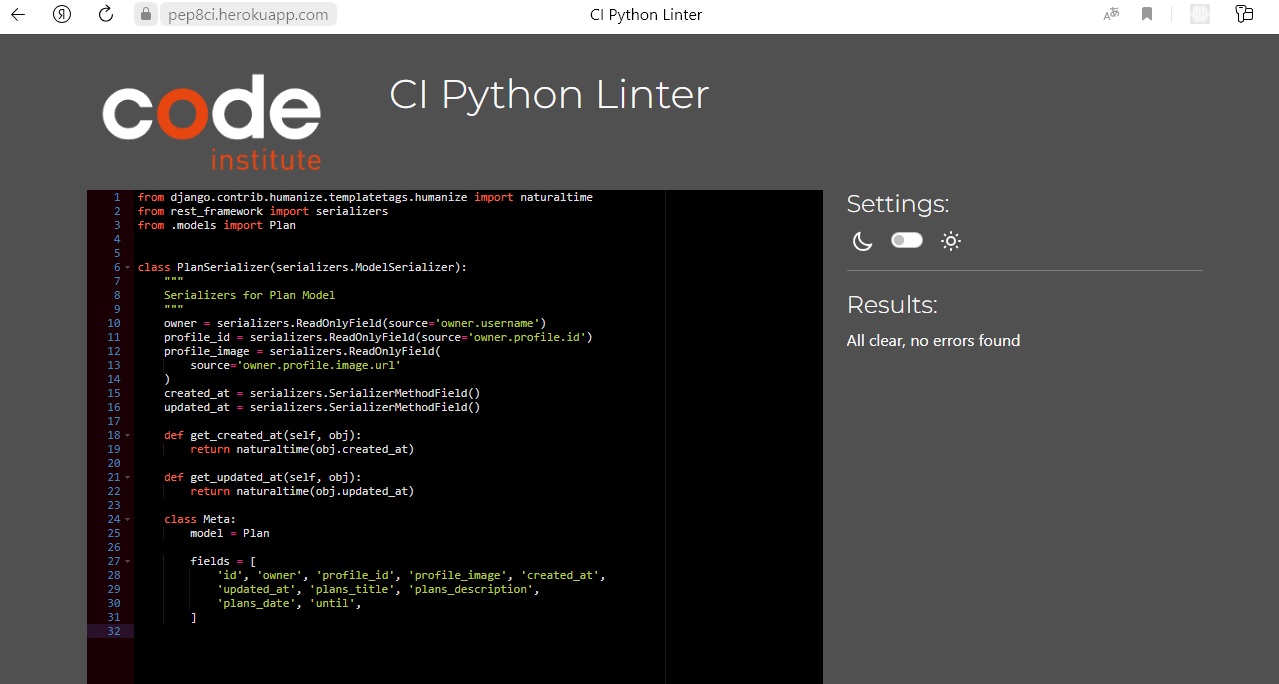 pep8ci.herokuapp.com
CI Python Linter
code
institute
CI Python Linter
1 from django.contrib.humanize.templatetags.humanize import naturaltime
2 from rest_framework import serializers
3 from .models import Plan
4
5
6 class PlanSerializer(serializers.ModelSerializer):
7     """
8     Serializers for Plan Model
9     """
10     owner = serializers.ReadOnlyField(source='owner.username')
11     profile_id = serializers.ReadOnlyField(source='owner.profile.id')
12     profile_image = serializers.ReadOnlyField(
13         source='owner.profile.image.url'
14     )
15     created_at = serializers.SerializerMethodField()
16     updated_at = serializers.SerializerMethodField()
17
18     def get_created_at(self, obj):
19         return naturaltime(obj.created_at)
20
21     def get_updated_at(self, obj):
22         return naturaltime(obj.updated_at)
23
24     class Meta:
25         model = Plan
26
27         fields = [
28             'id', 'owner', 'profile_id', 'profile_image', 'created_at',
29             'updated_at', 'plans_title', 'plans_description',
30             'plans_date', 'until',
31         ]
32
Settings:
Results:
All clear, no errors found